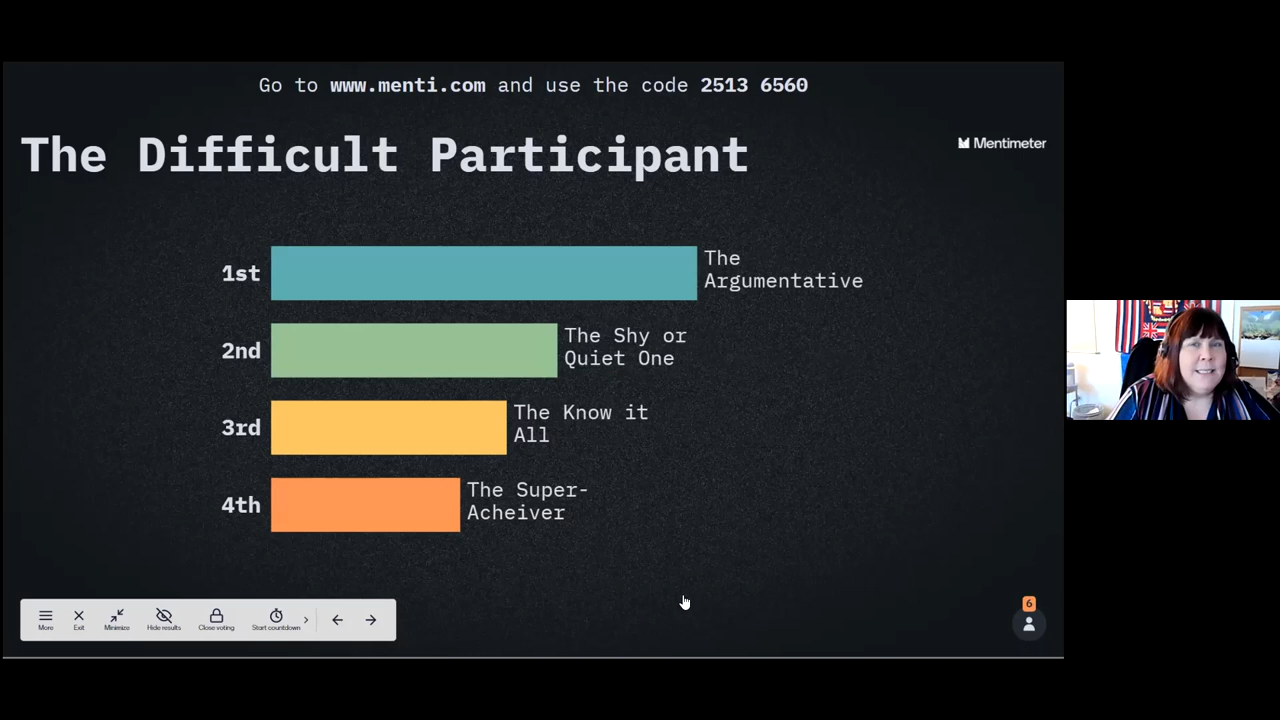 Go to www.menti.com and use the code 2513 6560
The Difficult Participant
Mentimeter
1st
The
Argumentative
2nd
The Shy or
Quiet One
3rd
The Know it
All
4th
The Super-
Acheiver
More
Exit
Minimize
Hide results
Close voting
Start countdown
6